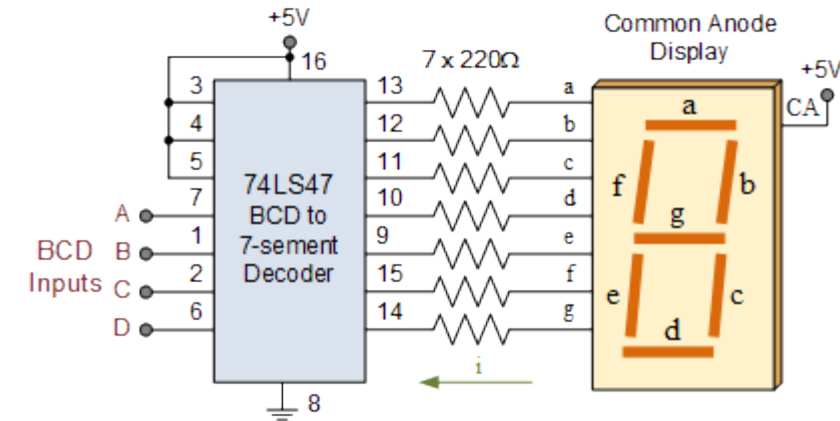 +5V
16
3
4
5
7
1
2
6
74LS47
BCD to
7-sement
Decoder
8
BCD
Inputs
A
B
C
D
13
12
11
10
9
15
14
7 x 220Ω
i
a
b
c
d
e
f
g
Common Anode
Display
+5V
CA
a
f
b
g
e
c
d